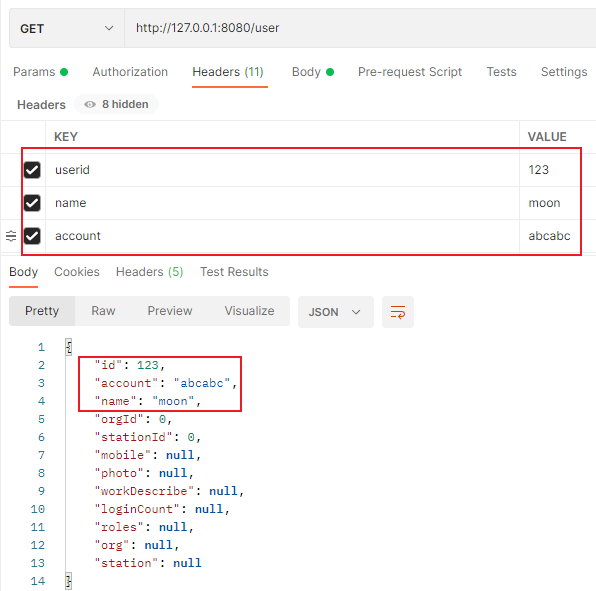 GET http://127.0.0.1:8080/user
Params Authorization Headers (11) Body Pre-request Script Tests Settings
Headers 8 hidden
KEY VALUE
userid 123
name moon
account abcabc
Body Cookies Headers (5) Test Results
Pretty Raw Preview Visualize JSON
1 {
2 "id": 123,
3 "account": "abcabc",
4 "name": "moon",
5 "orgId": 0,
6 "stationId": 0,
7 "mobile": null,
8 "photo": null,
9 "workDescribe": null,
10 "loginCount": null,
11 "roles": null,
12 "org": null,
13 "station": null
14 }